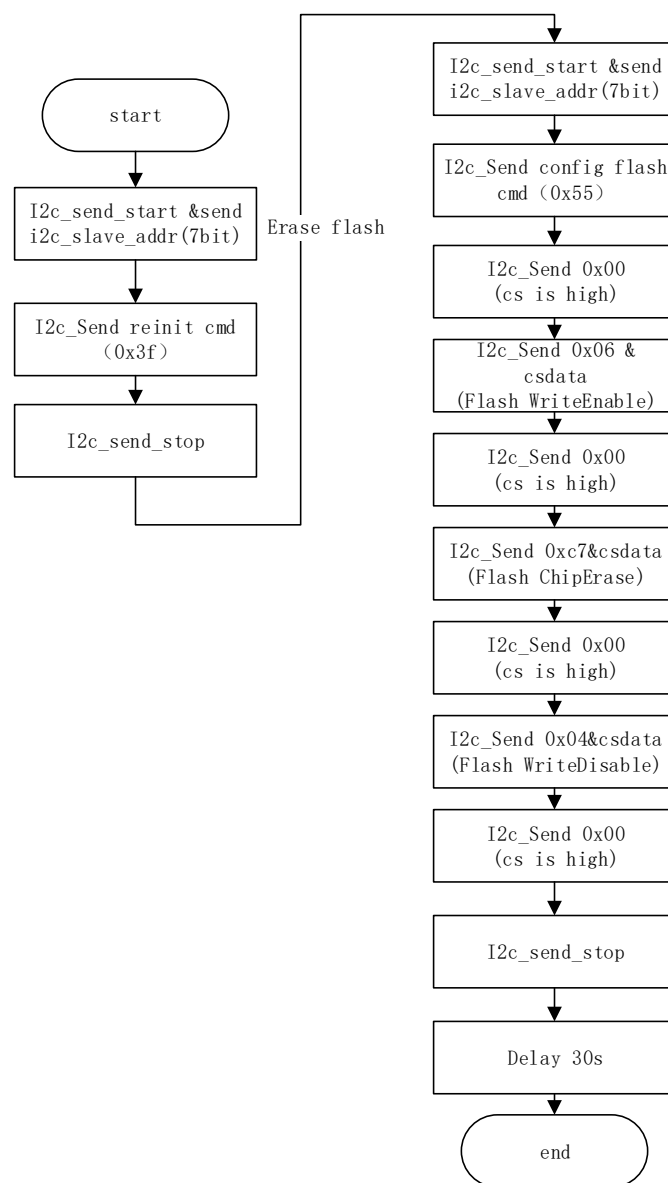 start
I2c_send_start &send
i2c_slave_addr(7bit)
I2c_Send reinit cmd
（0x3f）
I2c_send_stop
Erase flash
I2c_send_start &send
i2c_slave_addr(7bit)
I2c_Send config flash
cmd（0x55）
I2c_Send 0x00
(cs is high)
I2c_Send 0x06 &
csdata
(Flash WriteEnable)
I2c_Send 0x00
(cs is high)
I2c_Send 0xc7&csdata
(Flash ChipErase)
I2c_Send 0x00
(cs is high)
I2c_Send 0x04&csdata
(Flash WriteDisable)
I2c_Send 0x00
(cs is high)
I2c_send_stop
Delay 30s
end